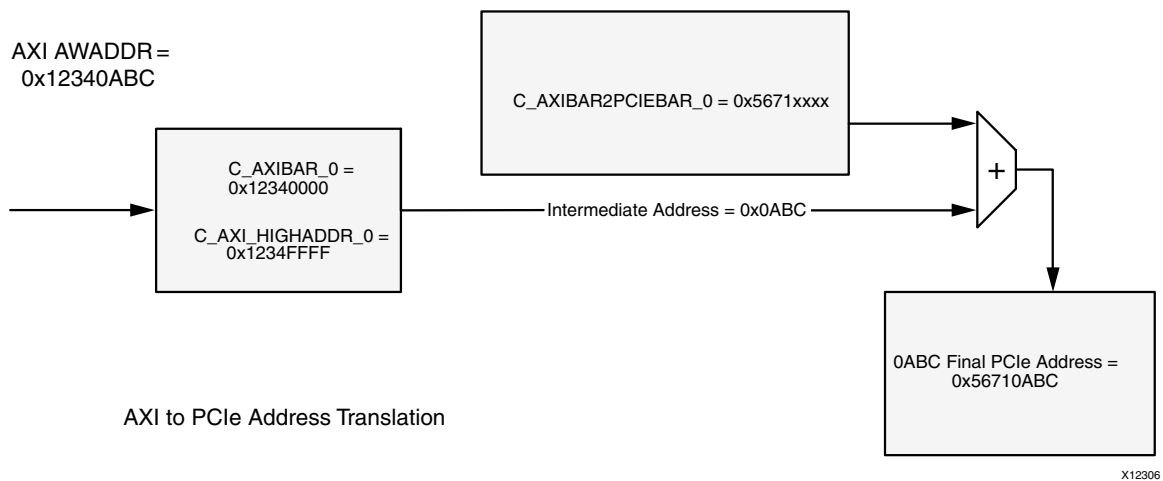 AXI AWADDR =
0x12340ABC
C_AXIBAR2PCIEBAR_0 = 0x5671xxxx
C_AXIBAR_0 =
0x12340000
C_AXI_HIGHADDR_0 =
0x1234FFFF
Intermediate Address = 0x0ABC
+
0ABC Final PCIe Address =
0x56710ABC
AXI to PCIe Address Translation
X12306